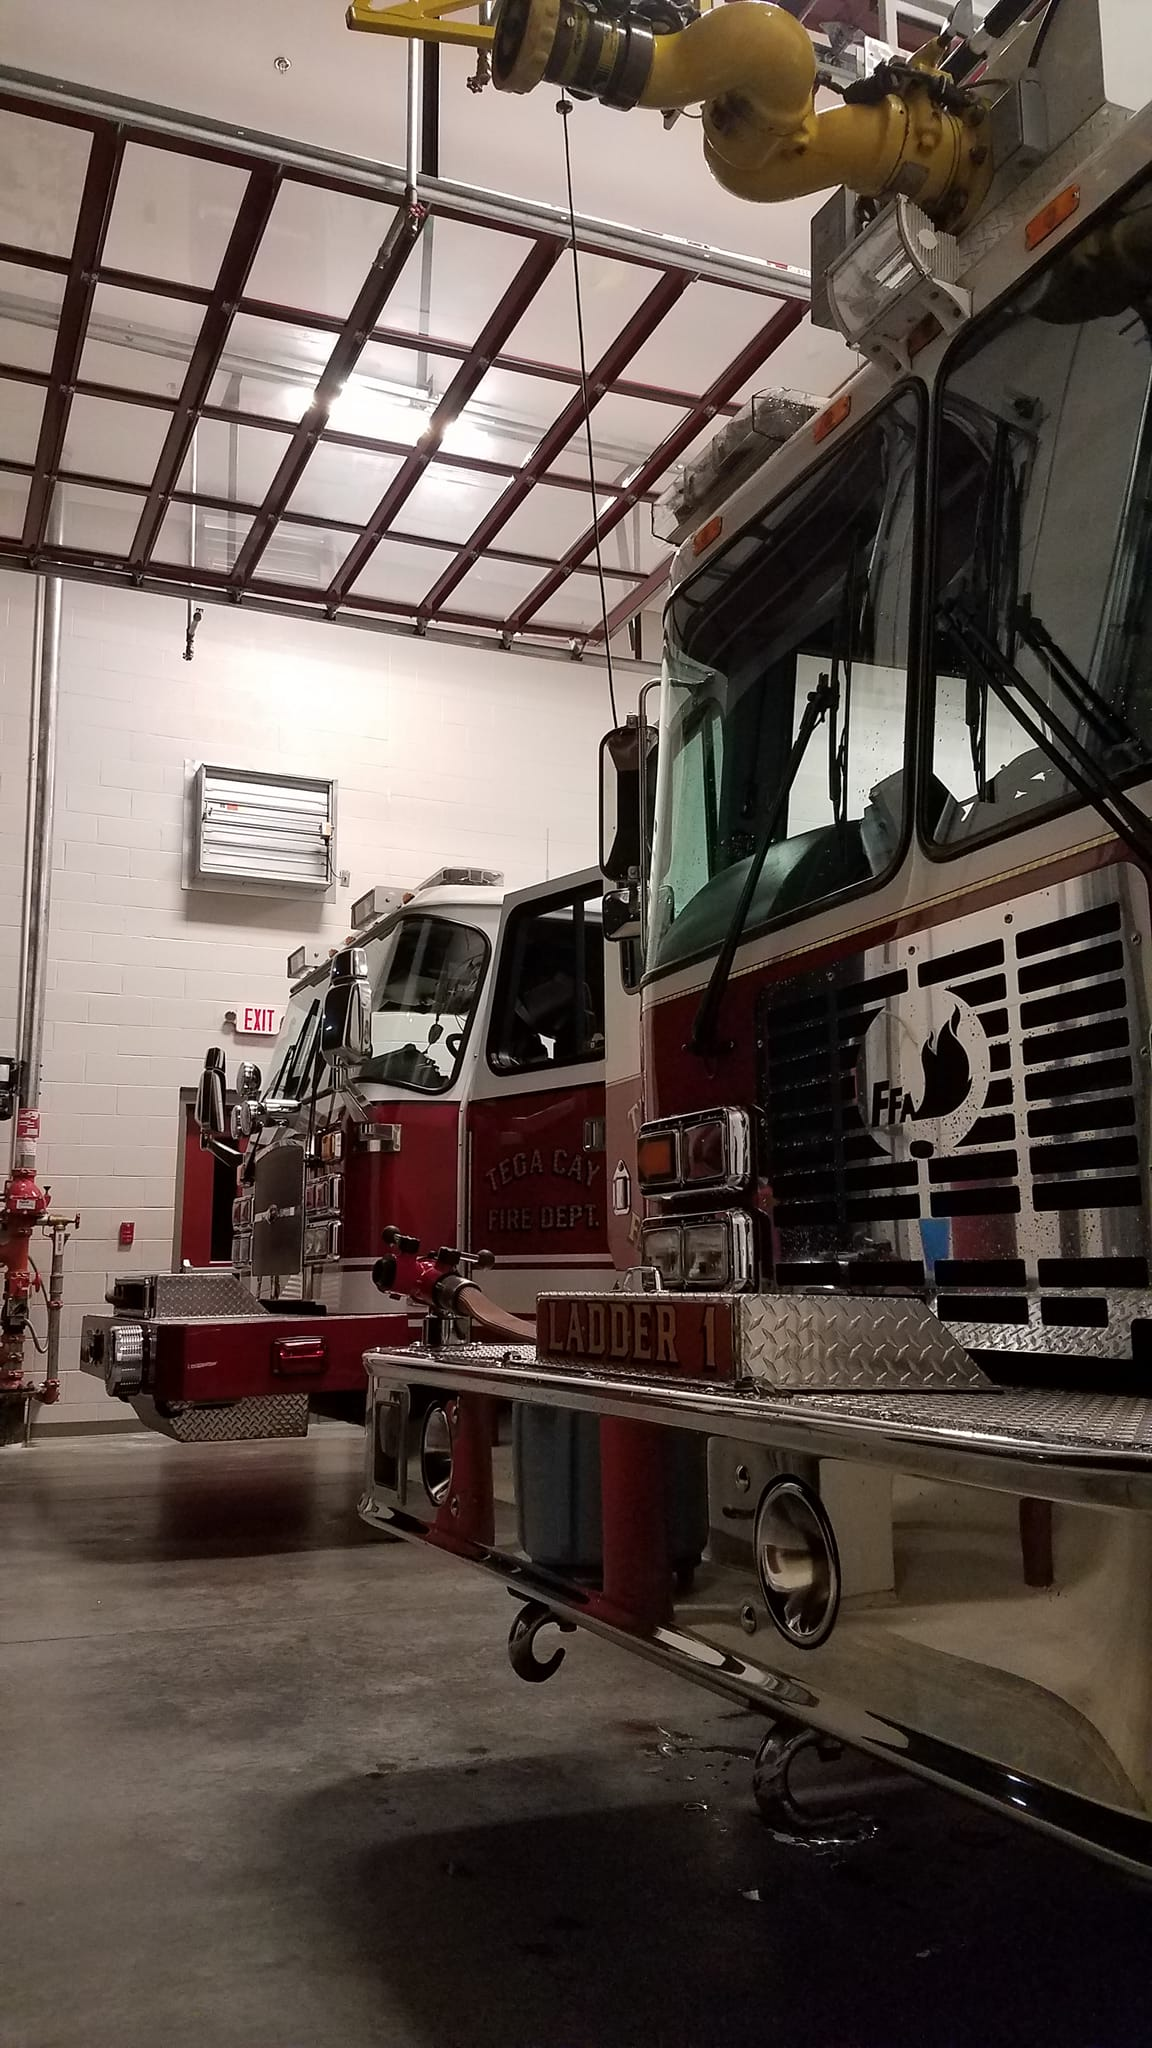 EXIT
TEGA CAY
FIRE DEPT.
FFA
LADDER 1